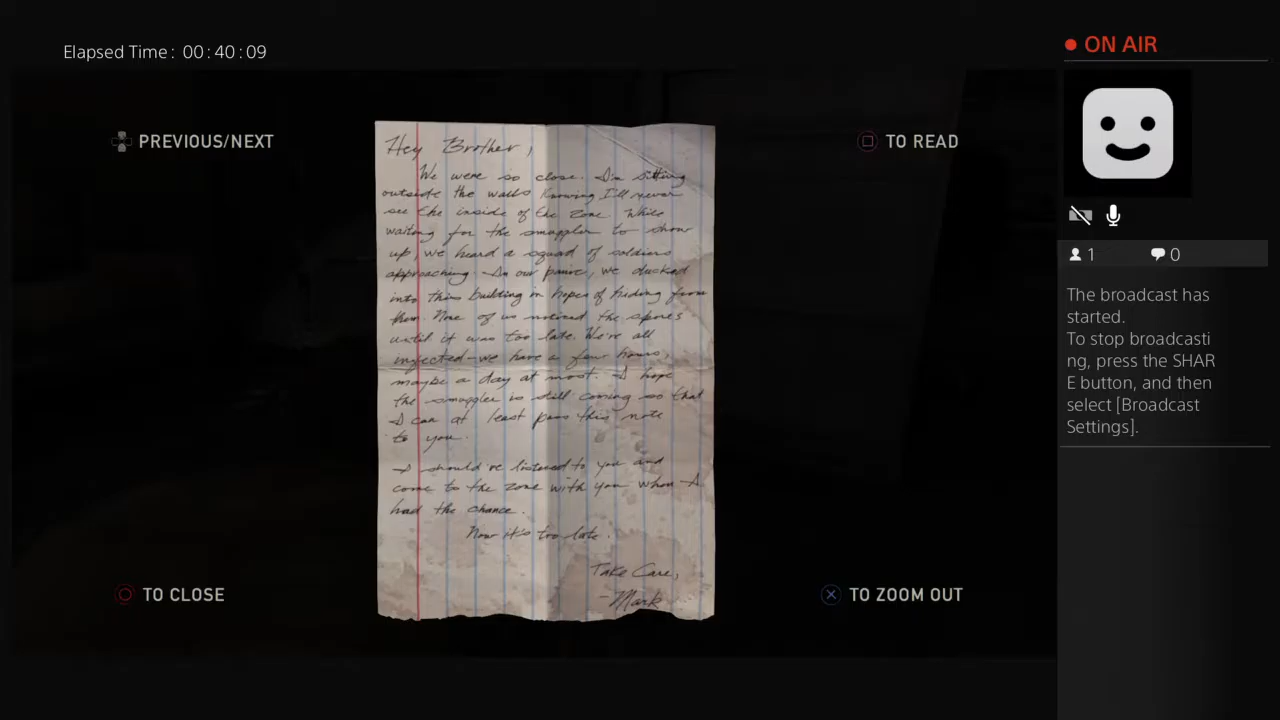 Elapsed Time: 00:40:09
ON AIR
PREVIOUS/NEXT
TO READ
Hey Brother,
We were so close. I'm sitting
outside the walls knowing I'll never
see the inside of the zone. While
waiting for the smuggler to show
up, we heard a squad of soldiers
approaching. In our panic, we ducked
into this building in hopes of hiding from
them. None of us noticed the spores
until it was too late. We're all
infected-we have a few hours,
maybe a day at most. I hope
the smuggler is still coming so that
I can at least pass this note
to you.
I should've listened to you and
come to the zone with you when I
had the chance.
Now it's too late.
Take Care,
-Mark
TO CLOSE
TO ZOOM OUT
1
0
The broadcast has
started.
To stop broadcasti
ng, press the SHAR
E button, and then
select [Broadcast
Settings].